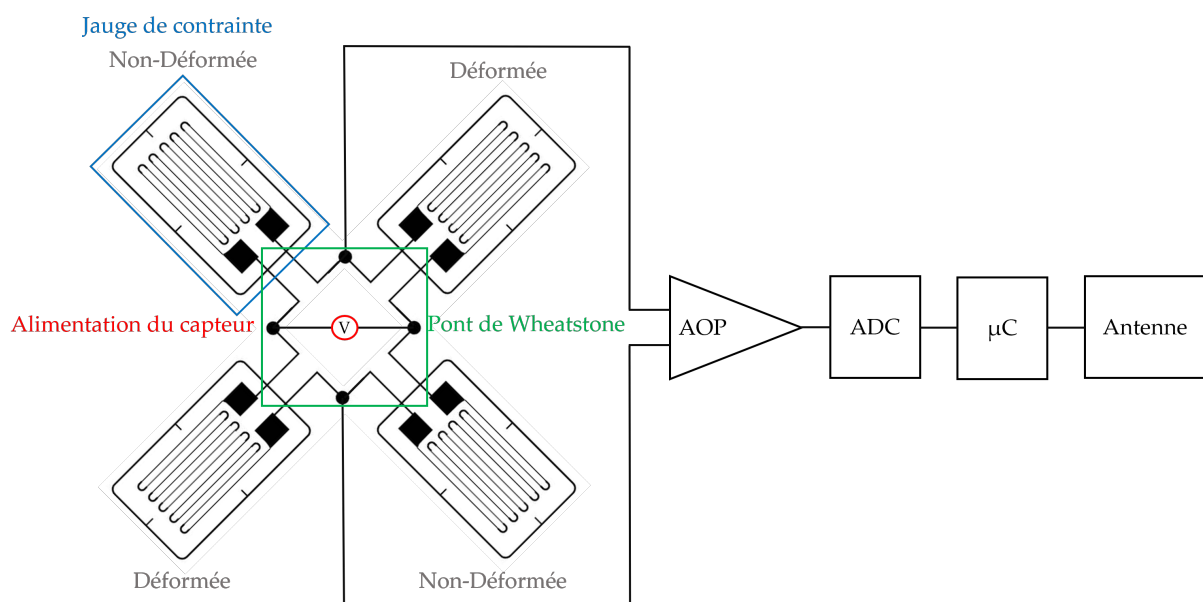 Jauge de contrainte
Non-Déformée
Déformée
Alimentation du capteur
V
Pont de Wheatstone
AOP
ADC
µC
Antenne
Déformée
Non-Déformée